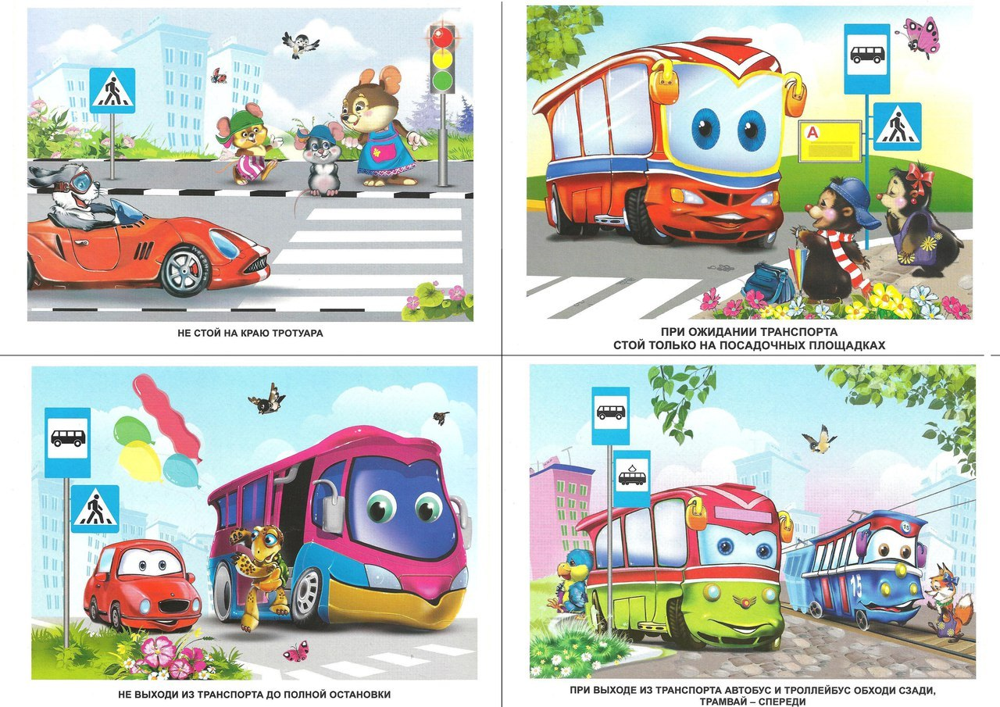 НЕ СТОЙ НА КРАЮ ТРОТУАРА
А
ПРИ ОЖИДАНИИ ТРАНСПОРТА
СТОЙ ТОЛЬКО НА ПОСАДОЧНЫХ ПЛОЩАДКАХ
НЕ ВЫХОДИ ИЗ ТРАНСПОРТА ДО ПОЛНОЙ ОСТАНОВКИ
15
15
ПРИ ВЫХОДЕ ИЗ ТРАНСПОРТА АВТОБУС И ТРОЛЛЕЙБУС ОБХОДИ СЗАДИ,
ТРАМВАЙ – СПЕРЕДИ